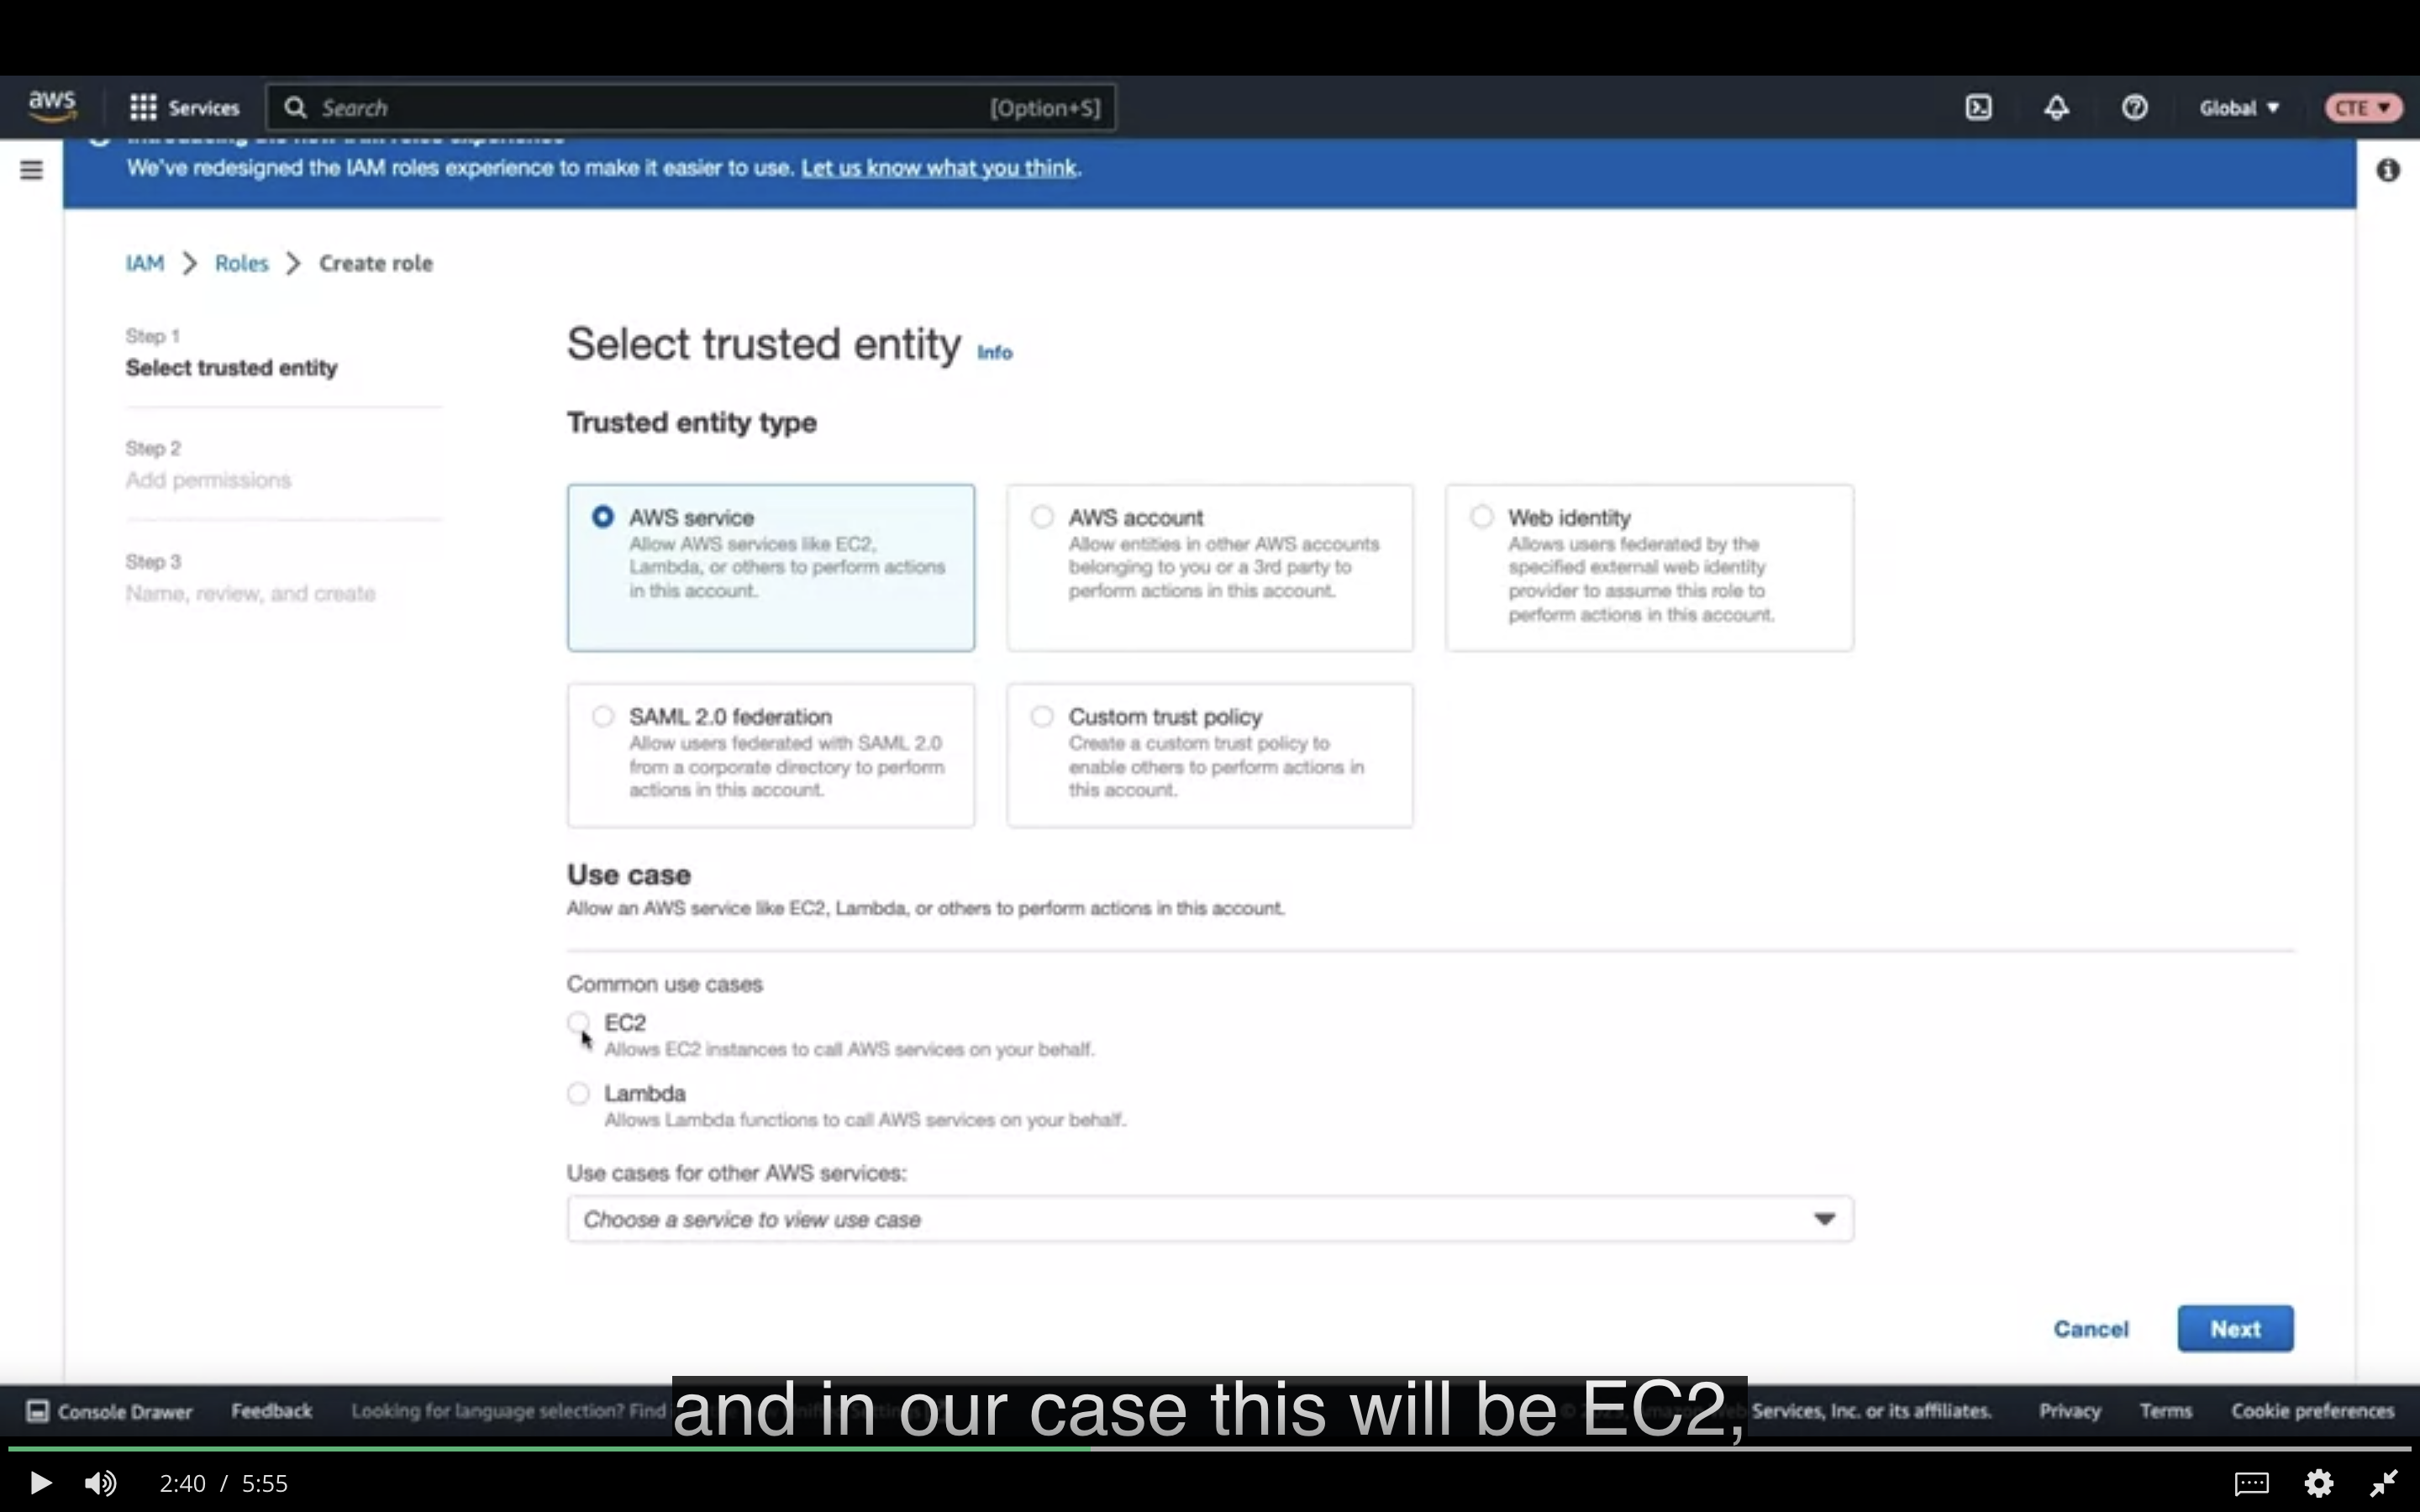 aws
Services
Search
[Option+S]
Global
CTE
We've redesigned the IAM roles experience to make it easier to use. Let us know what you think.
IAM > Roles > Create role
Step 1
Select trusted entity
Step 2
Add permissions
Step 3
Name, review, and create
Select trusted entity Info
Trusted entity type
AWS service
Allow AWS services like EC2,
Lambda, or others to perform actions
in this account.
AWS account
Allow entities in other AWS accounts
belonging to you or a 3rd party to
perform actions in this account.
Web identity
Allows users federated by the
specified external web identity
provider to assume this role to
perform actions in this account.
SAML 2.0 federation
Allow users federated with SAML 2.0
from a corporate directory to perform
actions in this account.
Custom trust policy
Create a custom trust policy to
enable others to perform actions in
this account.
Use case
Allow an AWS service like EC2, Lambda, or others to perform actions in this account.
Common use cases
EC2
Allows EC2 instances to call AWS services on your behalf.
Lambda
Allows Lambda functions to call AWS services on your behalf.
Use cases for other AWS services:
Choose a service to view use case
Cancel
Next
Console Drawer
Feedback
Looking for language selection? Find
Services, Inc. or its affiliates.
Privacy
Terms
Cookie preferences
and in our case this will be EC2,
2:40 / 5:55